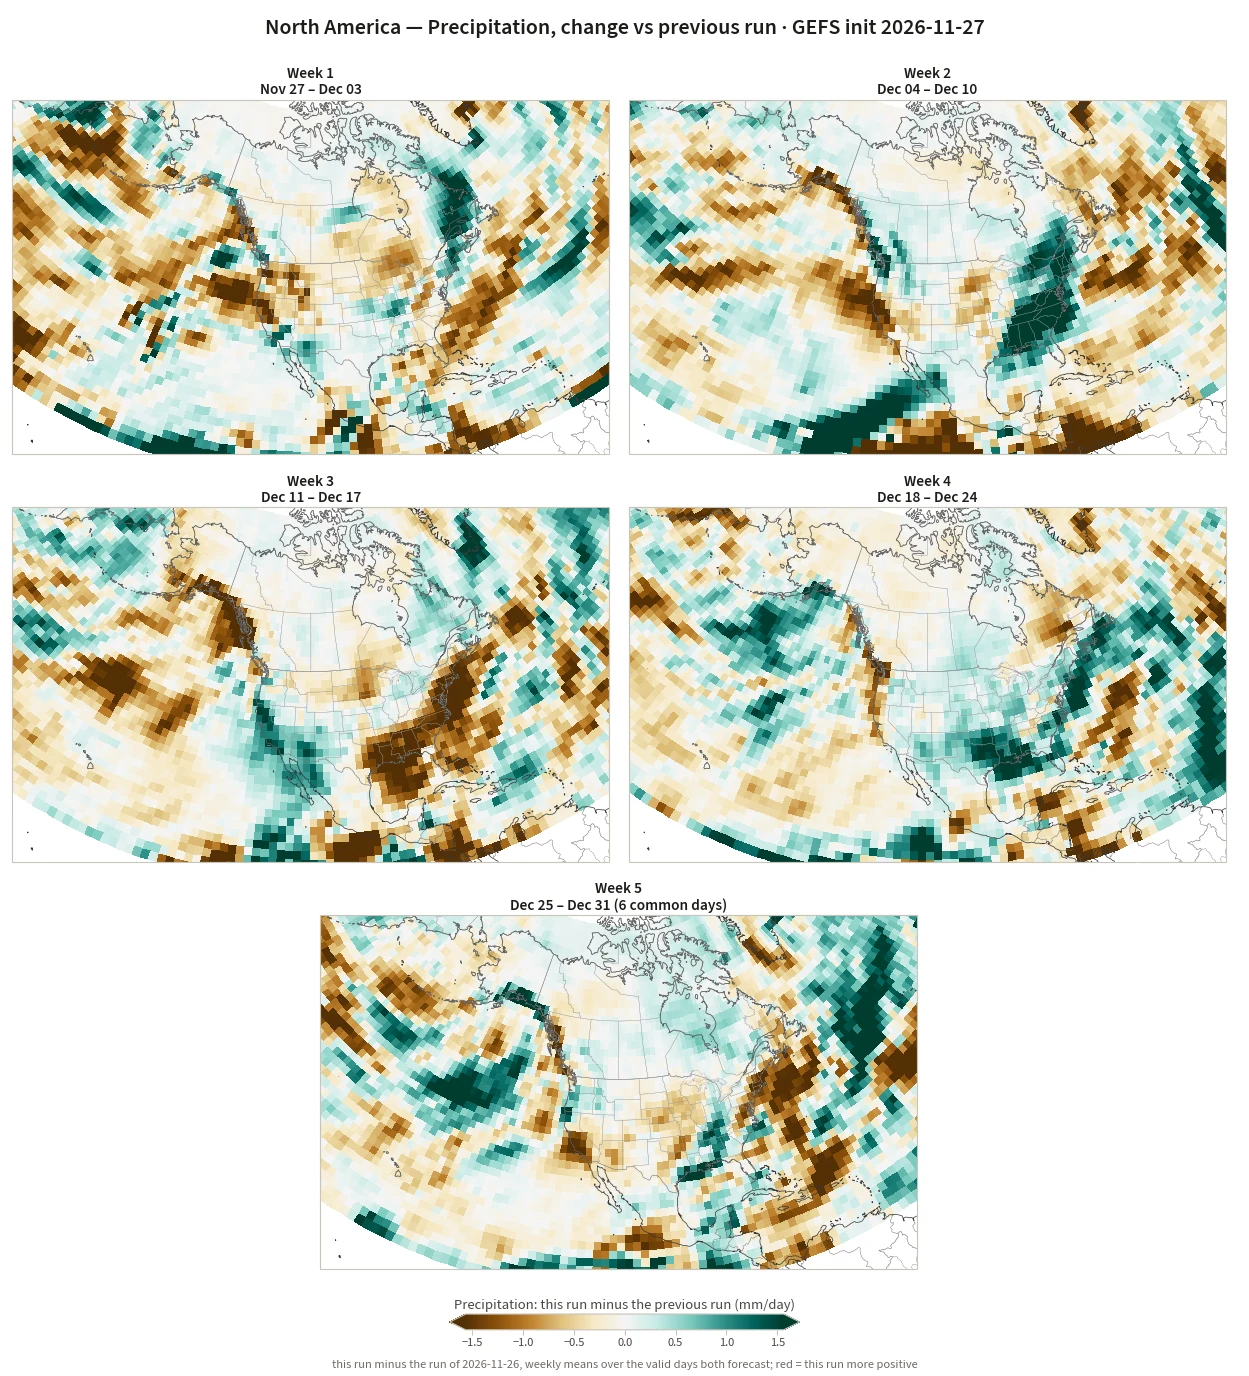 North America — Precipitation, change vs previous run · GEFS init 2026-11-27
Week 1
Nov 27 – Dec 03
Week 2
Dec 04 – Dec 10
Week 3
Dec 11 – Dec 17
Week 4
Dec 18 – Dec 24
Week 5
Dec 25 – Dec 31 (6 common days)
Precipitation: this run minus the previous run (mm/day)
−1.5 −1.0 −0.5 0.0 0.5 1.0 1.5
this run minus the run of 2026-11-26, weekly means over the valid days both forecast; red = this run more positive